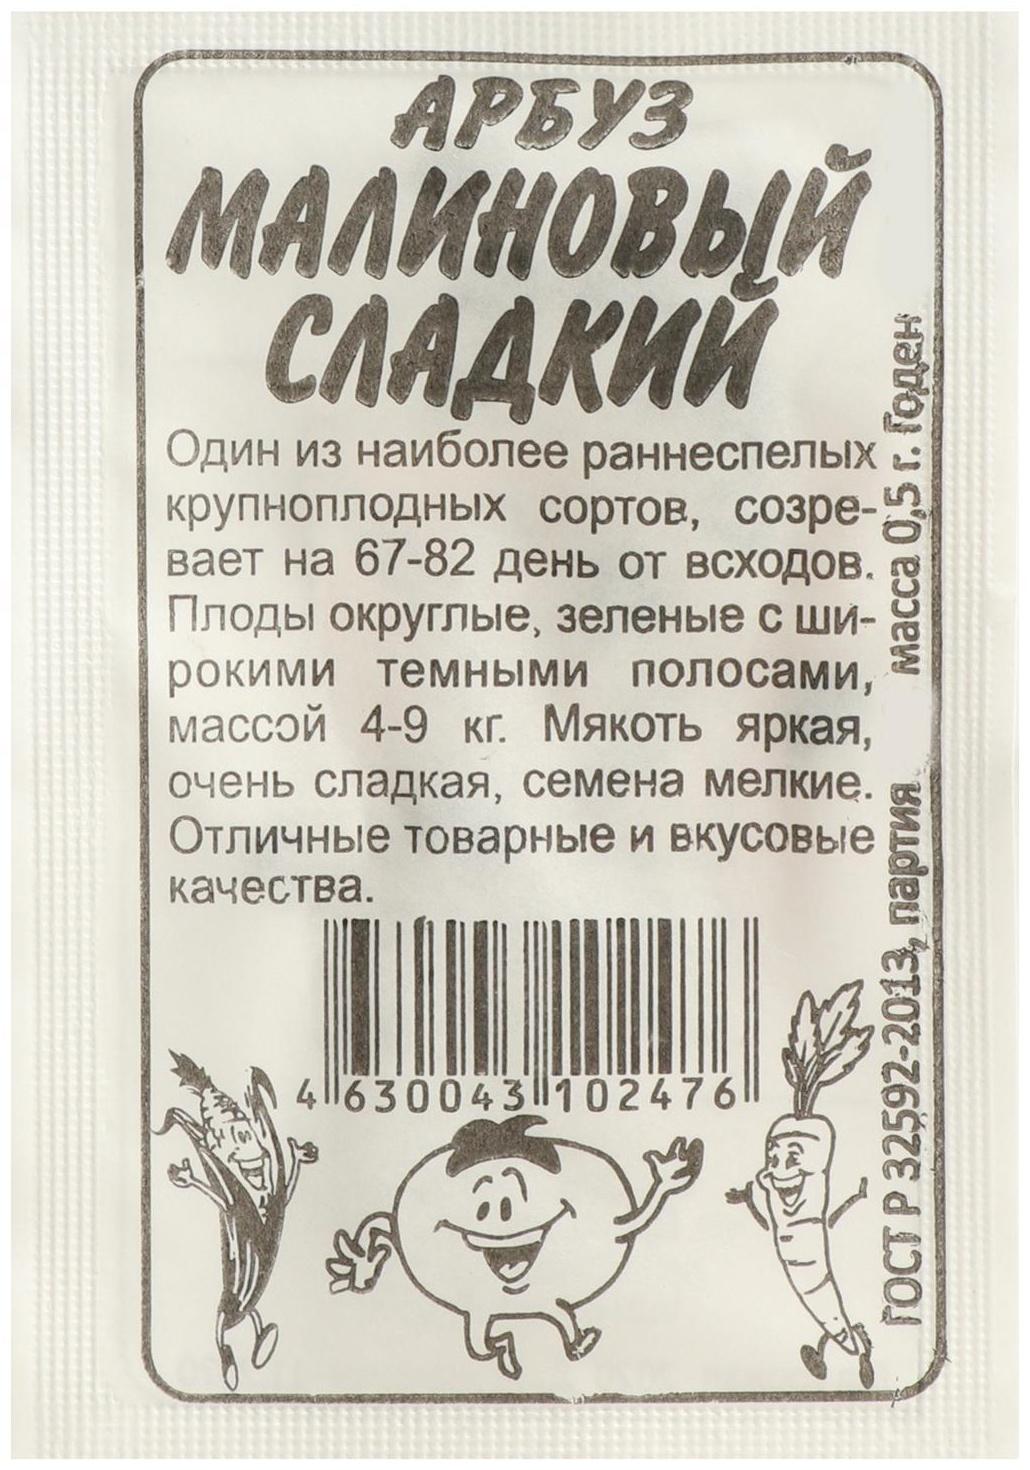 АРБУЗ
МАЛИНОВЫЙ
СЛАДКИЙ
Один из наиболее раннеспелых
крупноплодных сортов, созре-
вает на 67-82 день от всходов.
Плоды округлые, зеленые с ши-
рокими темными полосами,
массой 4-9 кг. Мякоть яркая,
очень сладкая, семена мелкие.
Отличные товарные и вкусовые
качества.
4 630043 102476
ГОСТ Р 32592-2013, партия масса 0,5 г. Годен